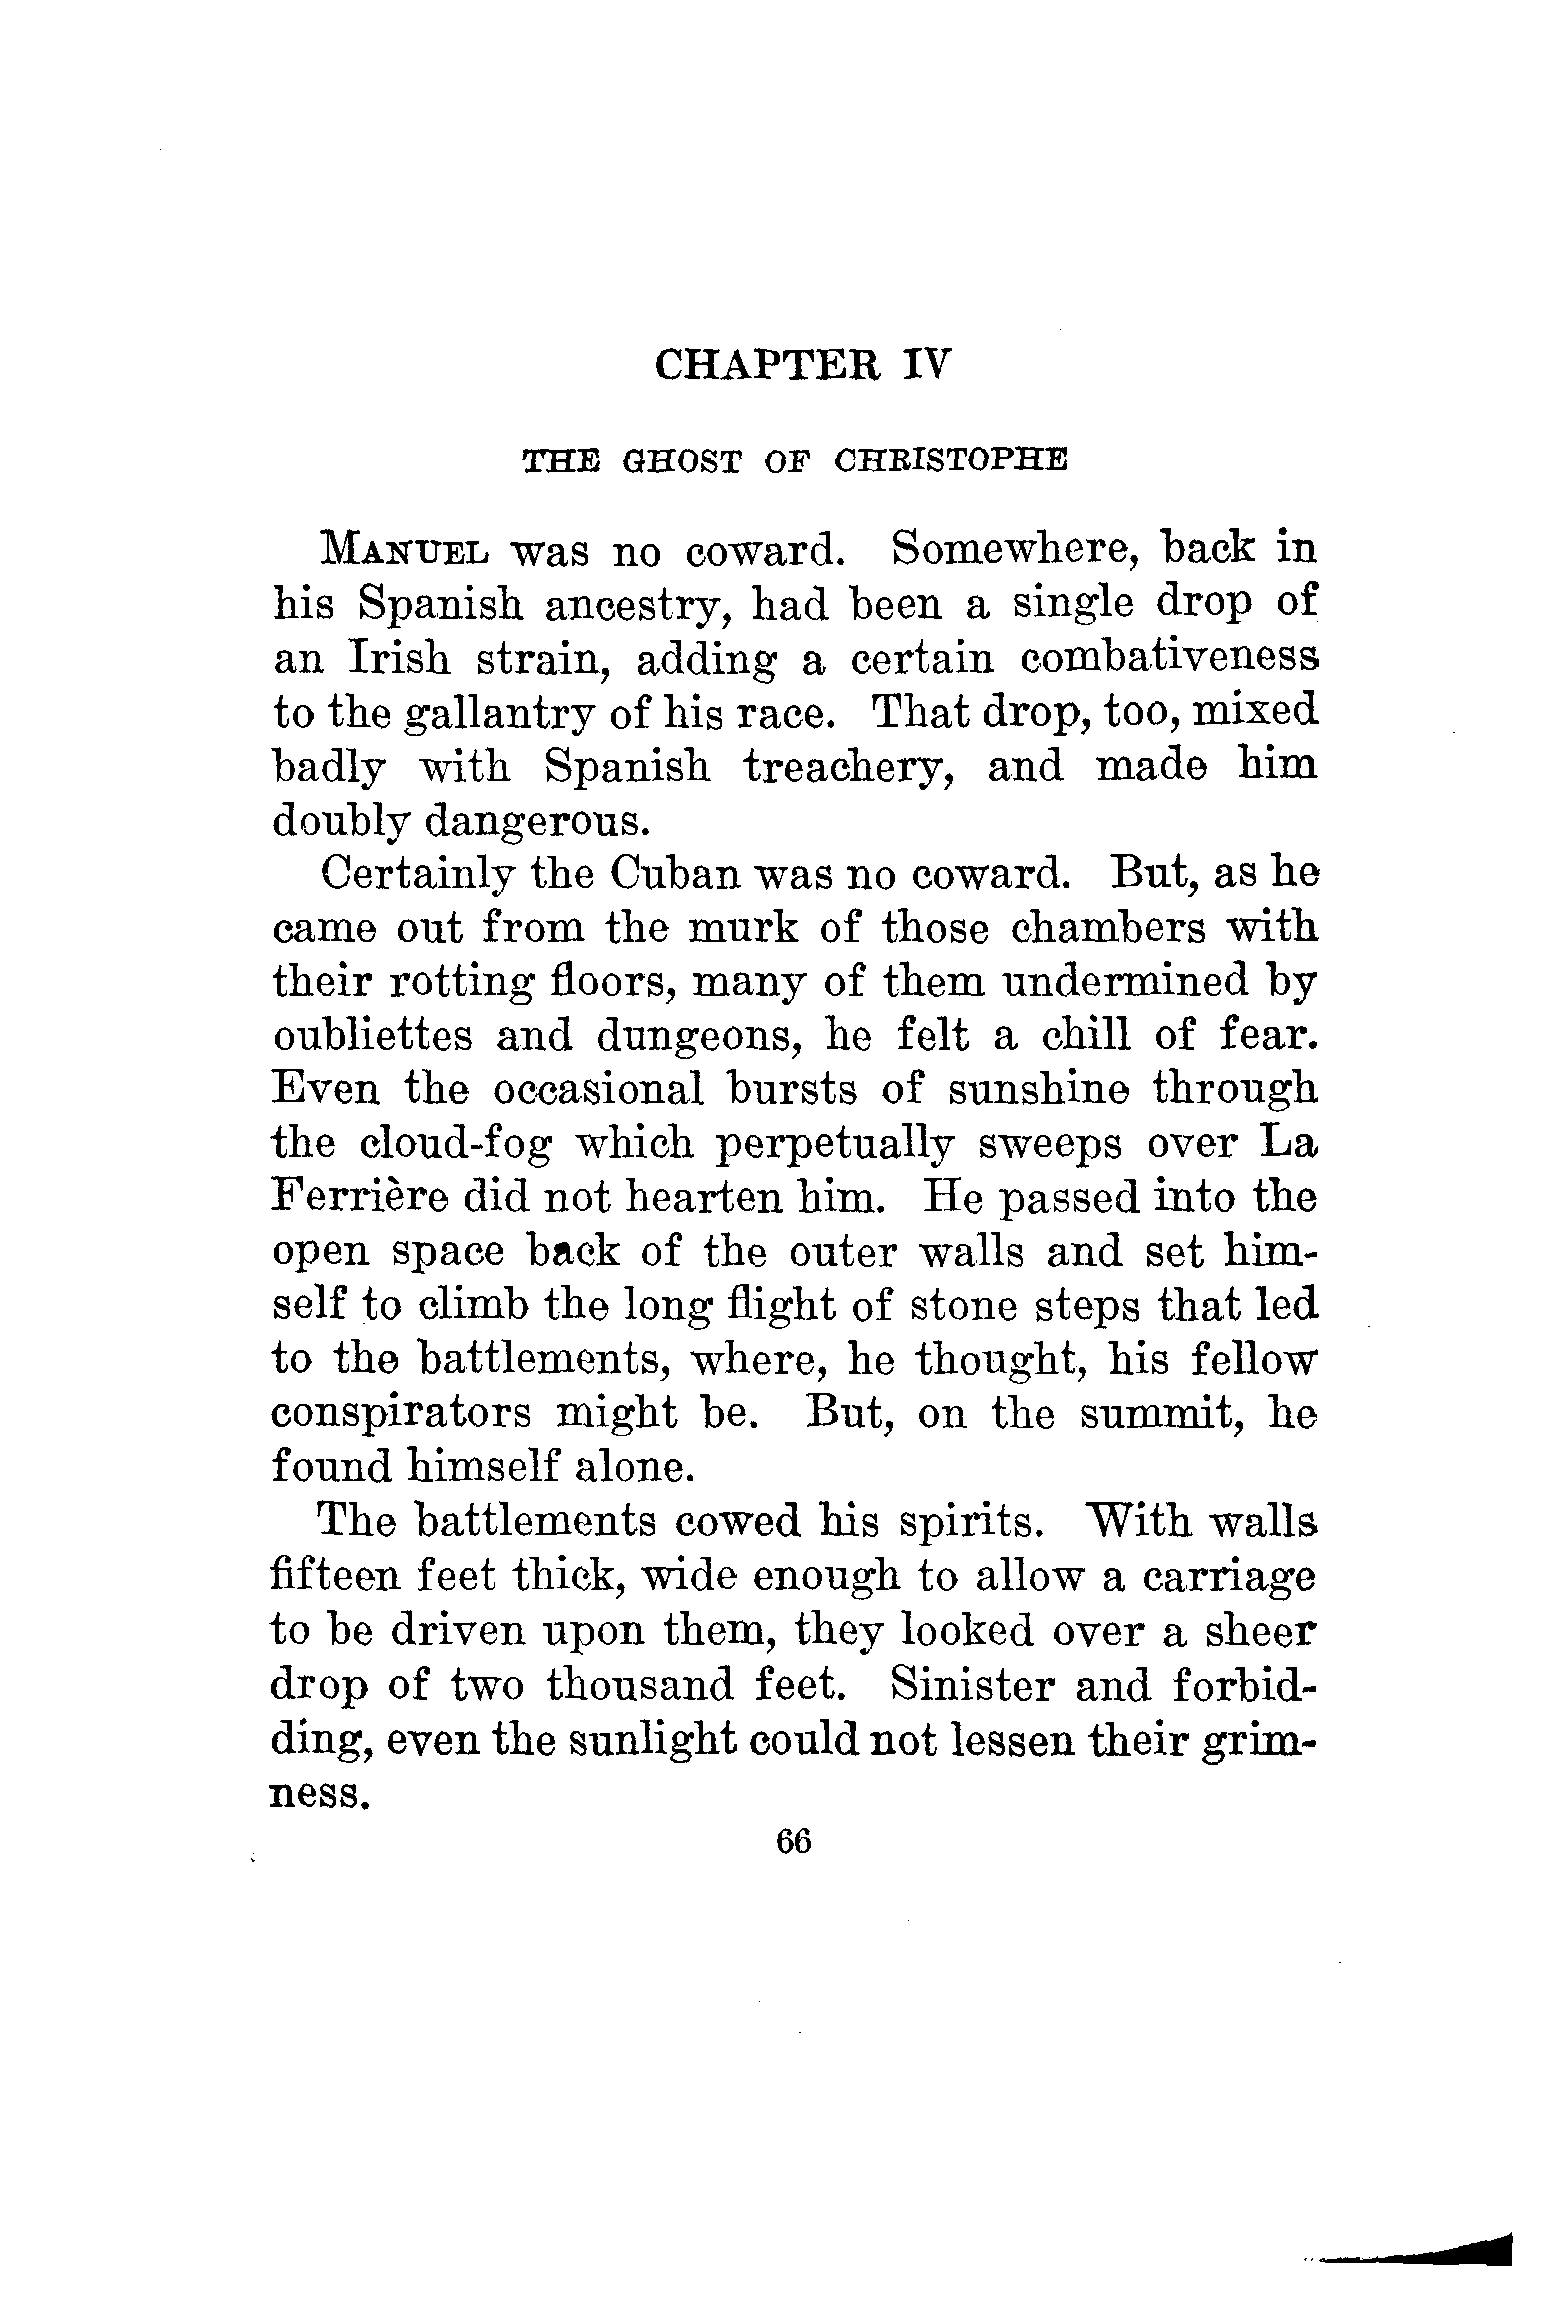 CHAPTER IV
THE GHOST OF CHRISTOPHE
MANUEL was no coward. Somewhere, back in
his Spanish ancestry, had been a single drop of
an Irish strain, adding a certain combativeness
to the gallantry of his race. That drop, too, mixed
badly with Spanish treachery, and made him
doubly dangerous.
Certainly the Cuban was no coward. But, as he
came out from the murk of those chambers with
their rotting floors, many of them undermined by
oubliettes and dungeons, he felt a chill of fear.
Even the occasional bursts of sunshine through
the cloud-fog which perpetually sweeps over La
Ferrière did not hearten him. He passed into the
open space back of the outer walls and set him-
self to climb the long flight of stone steps that led
to the battlements, where, he thought, his fellow
conspirators might be. But, on the summit, he
found himself alone.
The battlements cowed his spirits. With walls
fifteen feet thick, wide enough to allow a carriage
to be driven upon them, they looked over a sheer
drop of two thousand feet. Sinister and forbid-
ding, even the sunlight could not lessen their grim-
ness.
66